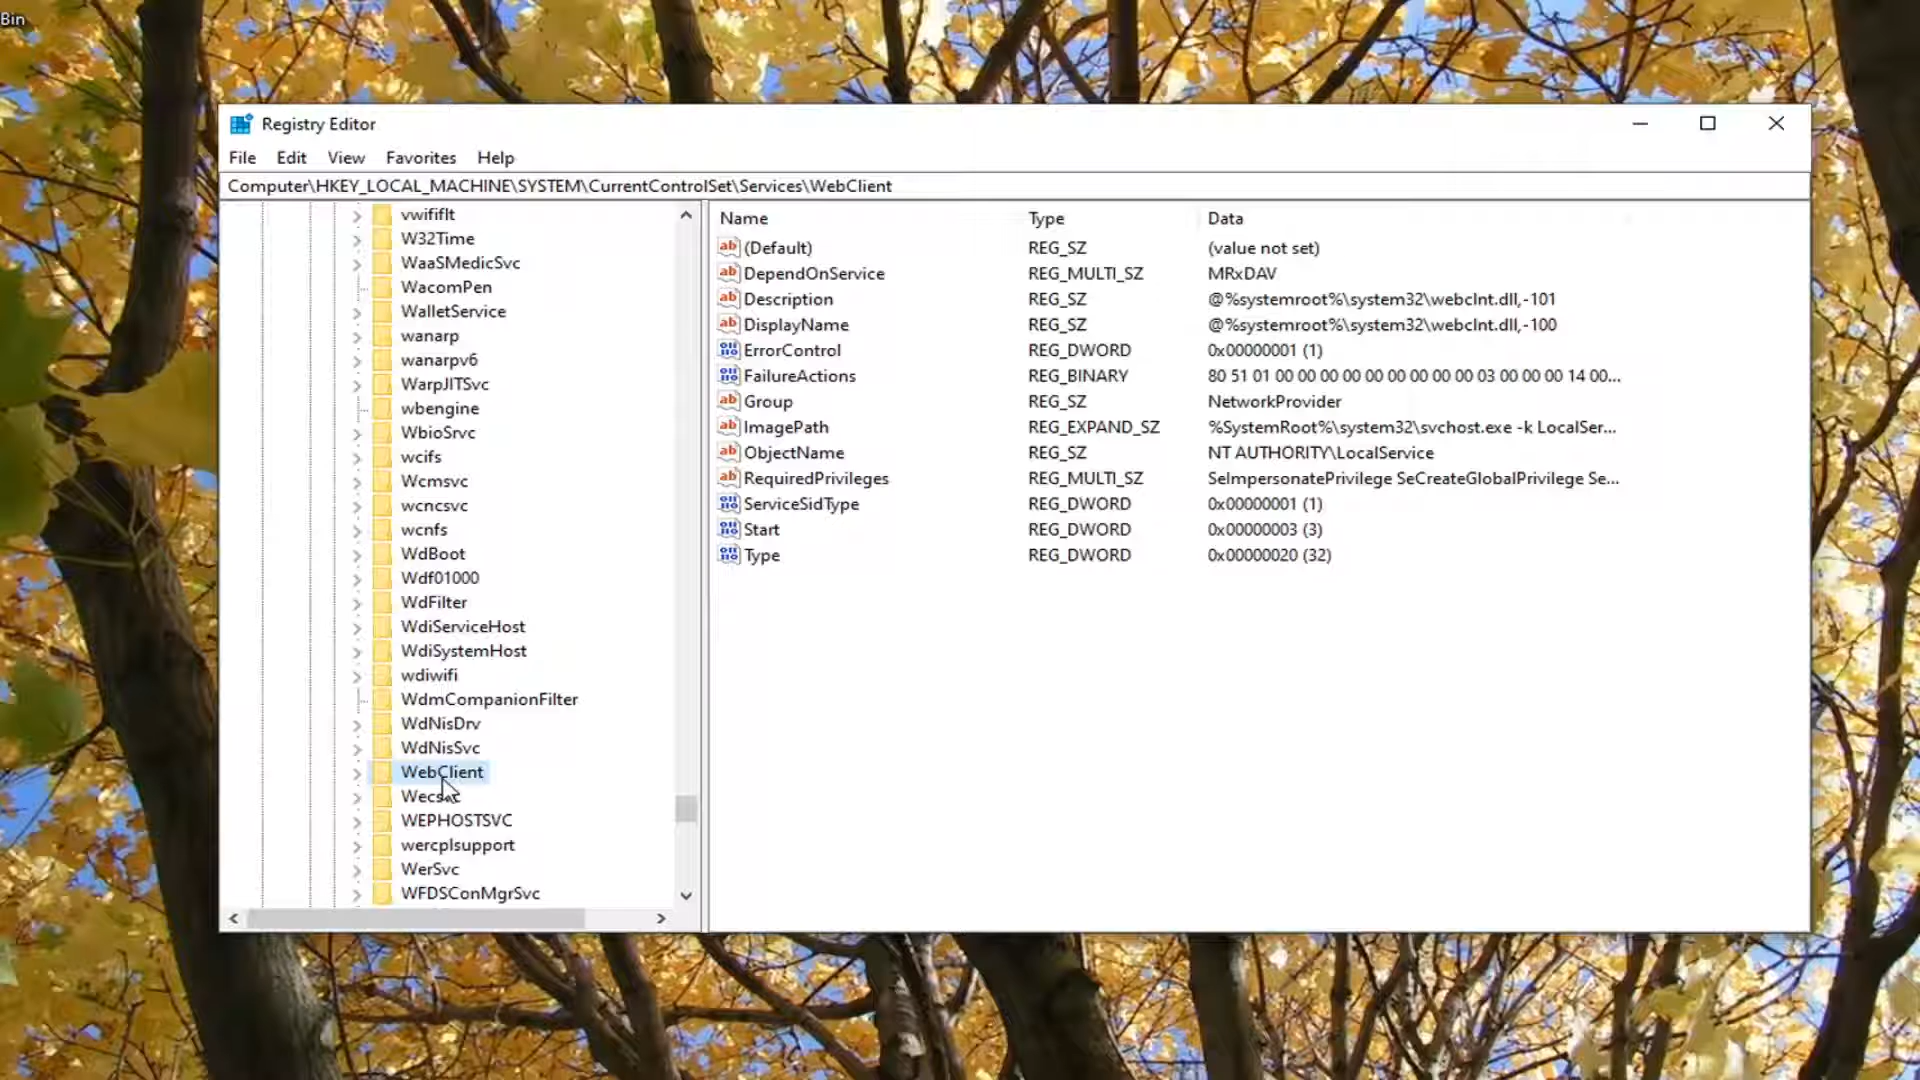 Bin
Registry Editor
File Edit View Favorites Help
Computer\HKEY_LOCAL_MACHINE\SYSTEM\CurrentControlSet\Services\WebClient
vwififlt
W32Time
WaaSMedicSvc
WacomPen
WalletService
wanarp
wanarpv6
WarpJITSvc
wbengine
WbioSrvc
wcifs
Wcmsvc
wcncsvc
wcnfs
WdBoot
Wdf01000
WdFilter
WdiServiceHost
WdiSystemHost
wdiwifi
WdmCompanionFilter
WdNisDrv
WdNisSvc
WebClient
Wecsvc
WEPHOSTSVC
wercplsupport
WerSvc
WFDSConMgrSvc
Name Type Data
(Default) REG_SZ (value not set)
DependOnService REG_MULTI_SZ MRxDAV
Description REG_SZ @%systemroot%\system32\webclnt.dll,-101
DisplayName REG_SZ @%systemroot%\system32\webclnt.dll,-100
ErrorControl REG_DWORD 0x00000001 (1)
FailureActions REG_BINARY 80 51 01 00 00 00 00 00 00 00 00 00 03 00 00 00 14 00...
Group REG_SZ NetworkProvider
ImagePath REG_EXPAND_SZ %SystemRoot%\system32\svchost.exe -k LocalSer...
ObjectName REG_SZ NT AUTHORITY\LocalService
RequiredPrivileges REG_MULTI_SZ SeImpersonatePrivilege SeCreateGlobalPrivilege Se...
ServiceSidType REG_DWORD 0x00000001 (1)
Start REG_DWORD 0x00000003 (3)
Type REG_DWORD 0x00000020 (32)